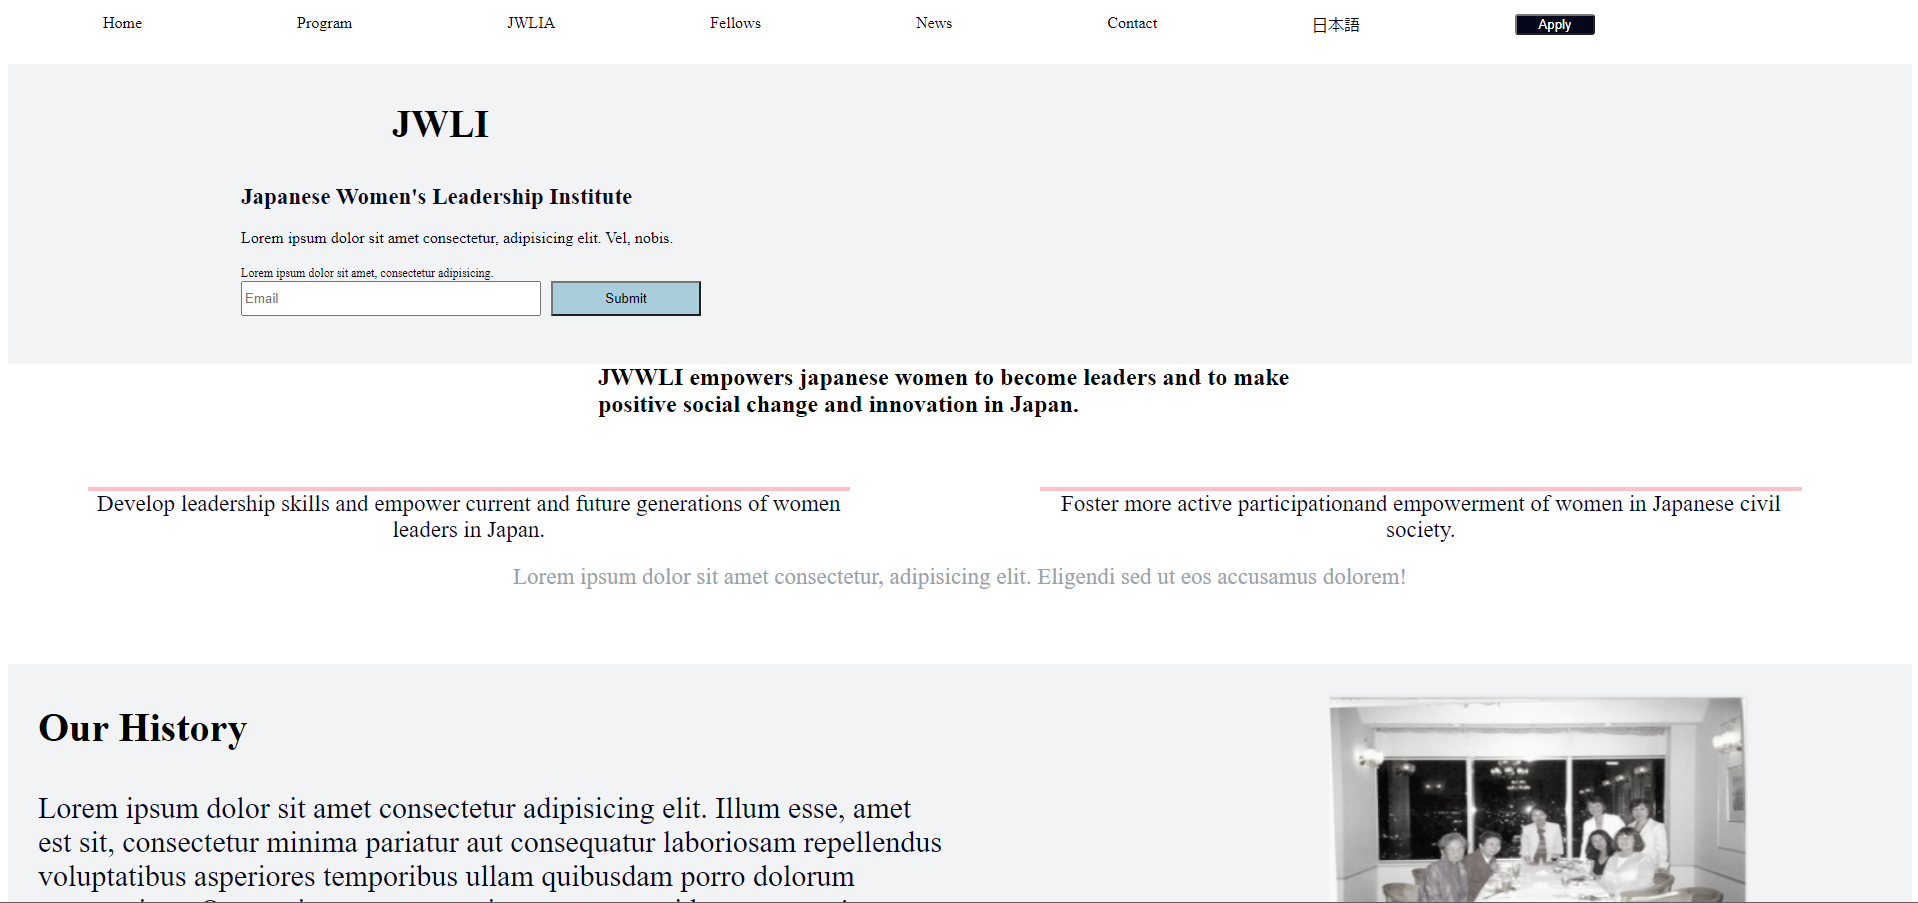 Home Program JWLIA Fellows News Contact 日本語 Apply
JWLI
Japanese Women's Leadership Institute
Lorem ipsum dolor sit amet consectetur, adipisicing elit. Vel, nobis.
Lorem ipsum dolor sit amet, consectetur adipisicing.
Email Submit
JWWLI empowers japanese women to become leaders and to make
positive social change and innovation in Japan.
Develop leadership skills and empower current and future generations of women
leaders in Japan.
Foster more active participationand empowerment of women in Japanese civil
society.
Lorem ipsum dolor sit amet consectetur, adipisicing elit. Eligendi sed ut eos accusamus dolorem!
Our History
Lorem ipsum dolor sit amet consectetur adipisicing elit. Illum esse, amet
est sit, consectetur minima pariatur aut consequatur laboriosam repellendus
voluptatibus asperiores temporibus ullam quibusdam porro dolorum